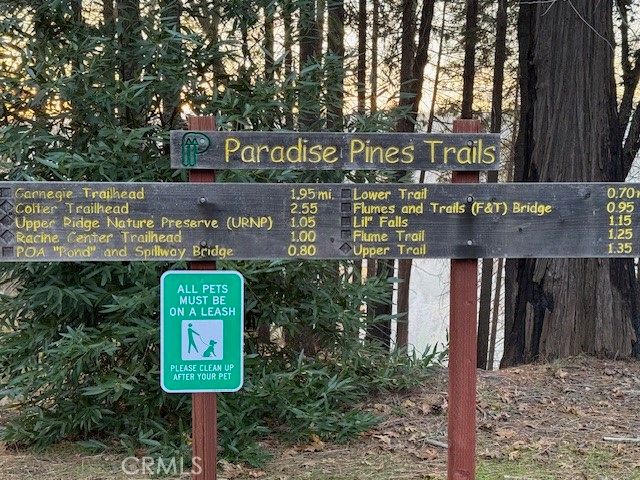 Paradise Pines Trails
Carnegie Trailhead 1.95 mi.
Colter Trailhead 2.55
Upper Ridge Nature Preserve (URNP) 1.05
Racine Center Trailhead 1.00
POA "Pond" and Spillway Bridge 0.80
Lower Trail 0.70
Flumes and Trails (F&T) Bridge 0.95
Lil' Falls 1.15
Flume Trail 1.25
Upper Trail 1.35
ALL PETS
MUST BE
ON A LEASH
PLEASE CLEAN UP
AFTER YOUR PET
CRMLS